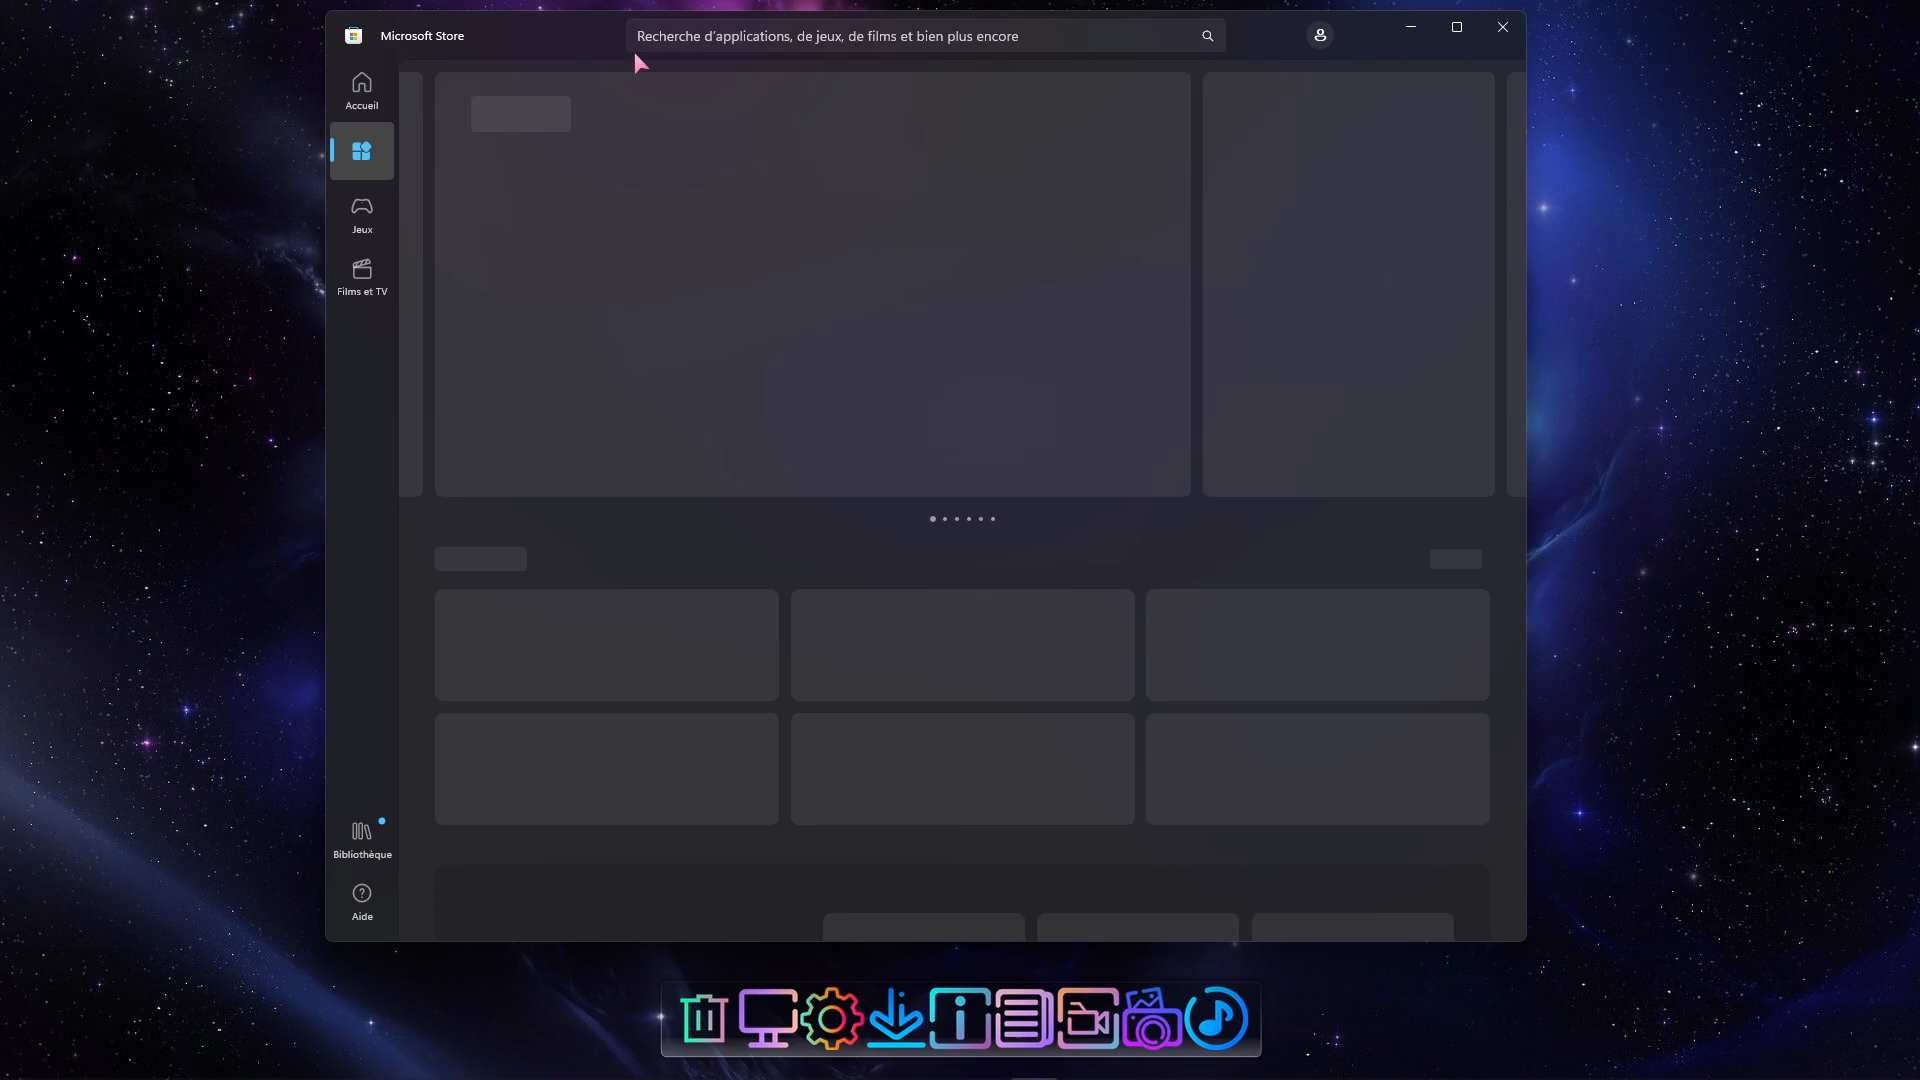 Microsoft Store
Recherche d’applications, de jeux, de films et bien plus encore
Accueil
Jeux
Films et TV
Bibliothèque
Aide